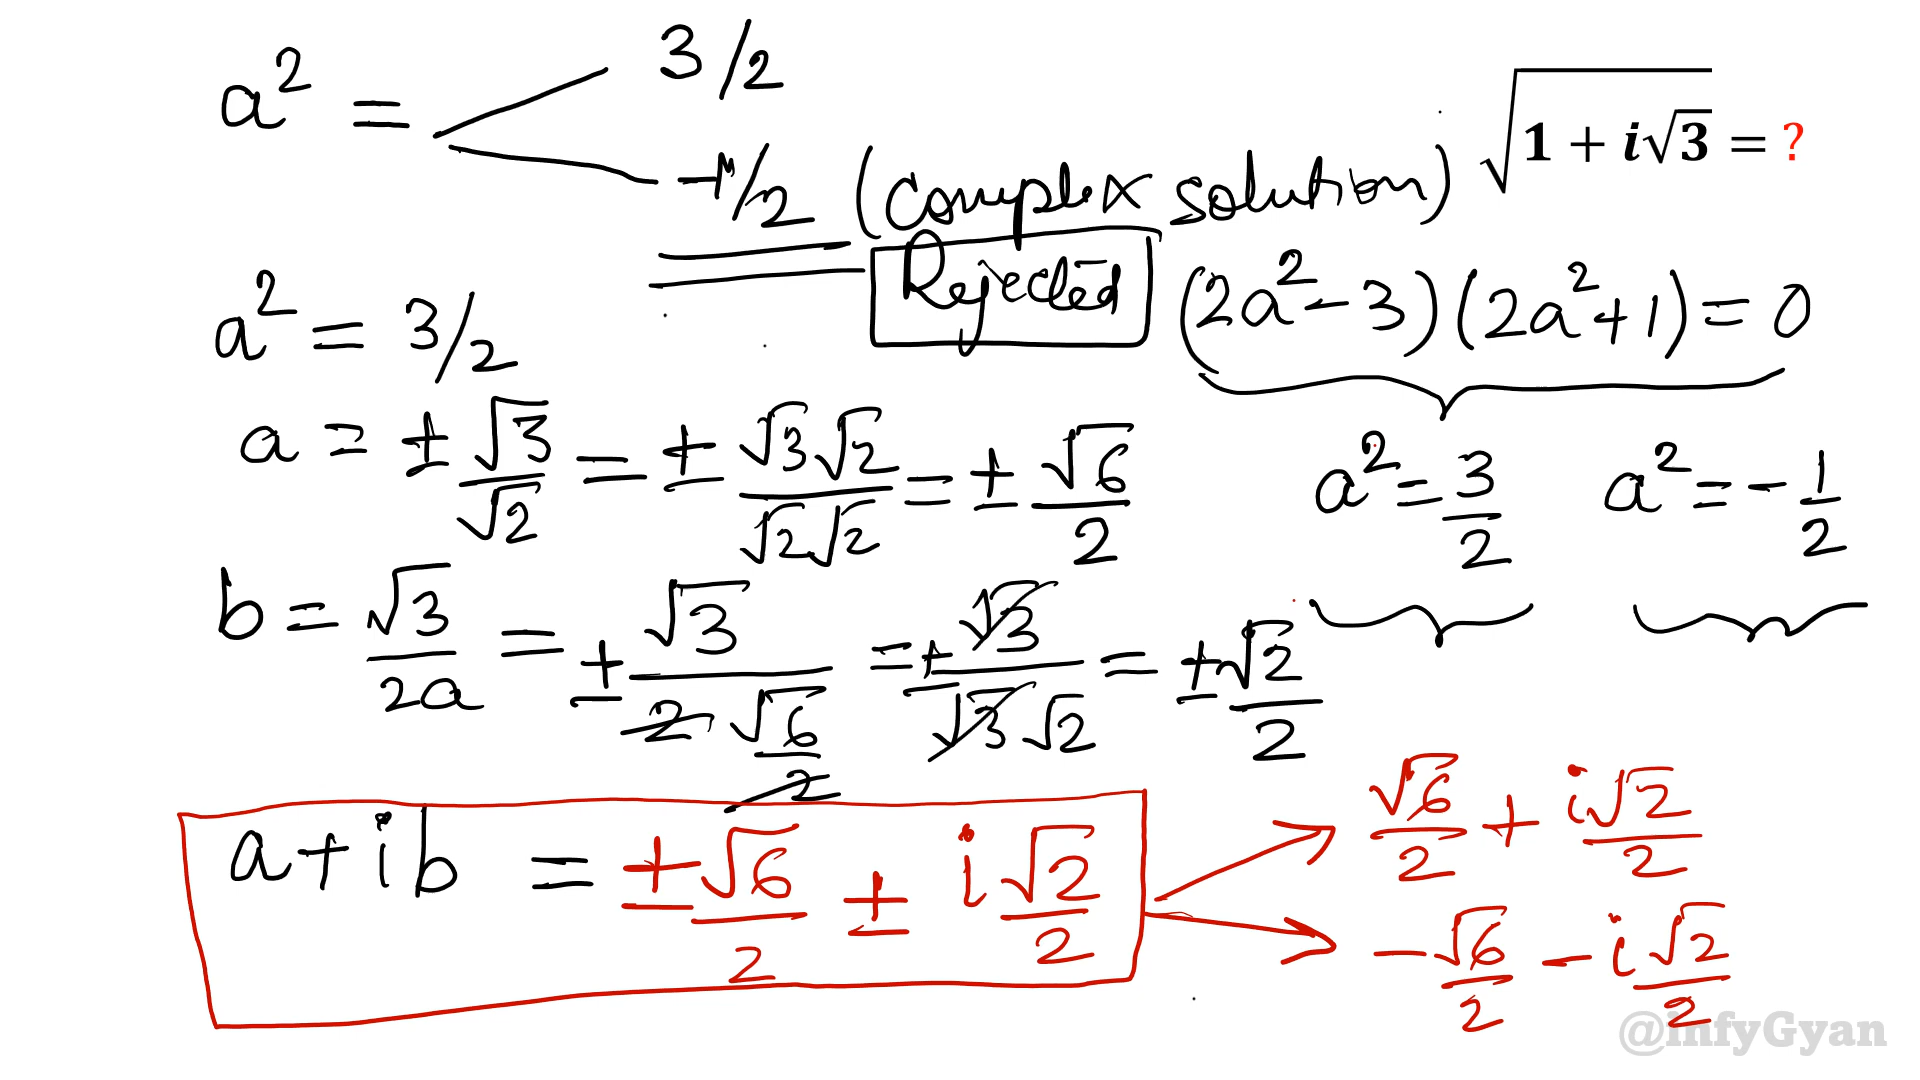 a² = 3/2
-1/2 (complex solution)
Rejected
√(1 + i√3) = ?
(2a² - 3)(2a² + 1) = 0
a² = 3/2
a² = 3/2 a² = -1/2
a = ± √3/√2 = ± √3√2/√2√2 = ± √6/2
b = √3/2a = ± √3/(2 √6/2) = ± √3/√3√2 = ± √2/2
a + ib = ± √6/2 ± i√2/2
√6/2 + i√2/2
-√6/2 - i√2/2
@infyGyan